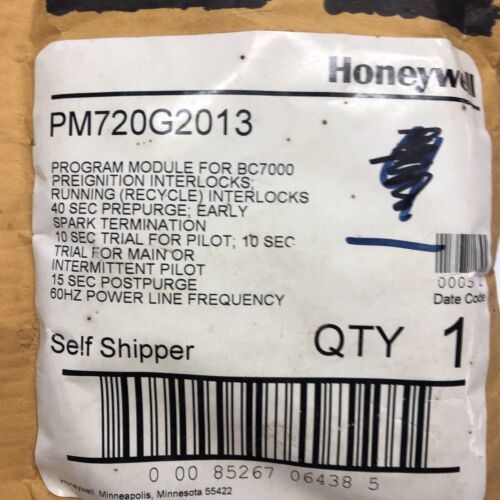 Honeywell
PM720G2013
PROGRAM MODULE FOR BC7000
PREIGNITION INTERLOCKS;
RUNNING (RECYCLE) INTERLOCKS
40 SEC PREPURGE; EARLY
SPARK TERMINATION
10 SEC TRIAL FOR PILOT; 10 SEC
TRIAL FOR MAIN OR
INTERMITTENT PILOT
15 SEC POSTPURGE
60HZ POWER LINE FREQUENCY
Date Code
Self Shipper
QTY 1
0 00 85267 06438 5
Honeywell Minneapolis, Minnesota 55422